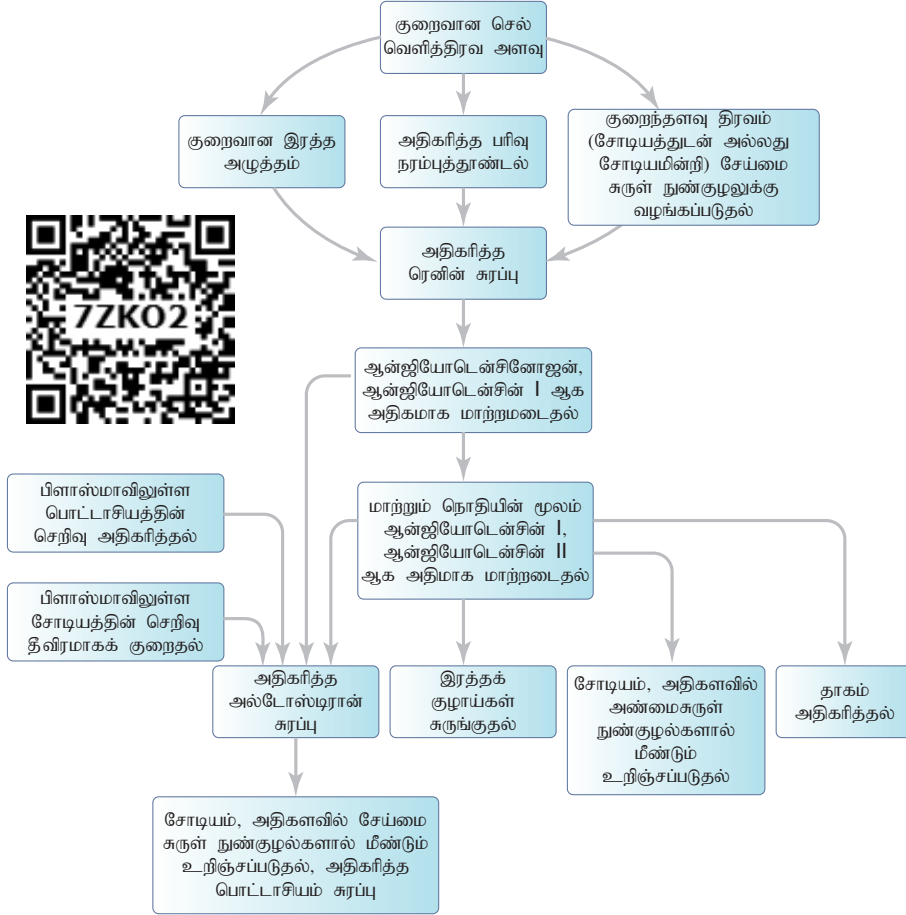 குறைவான செல்
வெளித்திரவ அளவு
குறைவான இரத்த
அழுத்தம்
அதிகரித்த பரிவு
நரம்புத்தூண்டல்
குறைந்தளவு திரவம்
(சோடியத்துடன் அல்லது
சோடியமின்றி) சேய்மை
சுருள் நுண்குழலுக்கு
வழங்கப்படுதல்
அதிகரித்த
ரெனின் சுரப்பு
7ZKO2
ஆன்ஜியோடென்சினோஜன்,
ஆன்ஜியோடென்சின் I ஆக
அதிகமாக மாற்றமடைதல்
பிளாஸ்மாவிலுள்ள
பொட்டாசியத்தின்
செறிவு அதிகரித்தல்
மாற்றும் நொதியின் மூலம்
ஆன்ஜியோடென்சின் I,
ஆன்ஜியோடென்சின் II
ஆக அதிமாக மாற்றடைதல்
பிளாஸ்மாவிலுள்ள
சோடியத்தின் செறிவு
தீவிரமாகக் குறைதல்
அதிகரித்த
அல்டோஸ்டிரான்
சுரப்பு
இரத்தக்
குழாய்கள்
சுருங்குதல்
சோடியம், அதிகளவில்
அண்மைசுருள்
நுண்குழல்களால்
மீண்டும்
உறிஞ்சப்படுதல்
தாகம்
அதிகரித்தல்
சோடியம், அதிகளவில் சேய்மை
சுருள் நுண்குழல்களால் மீண்டும்
உறிஞ்சப்படுதல், அதிகரித்த
பொட்டாசியம் சுரப்பு